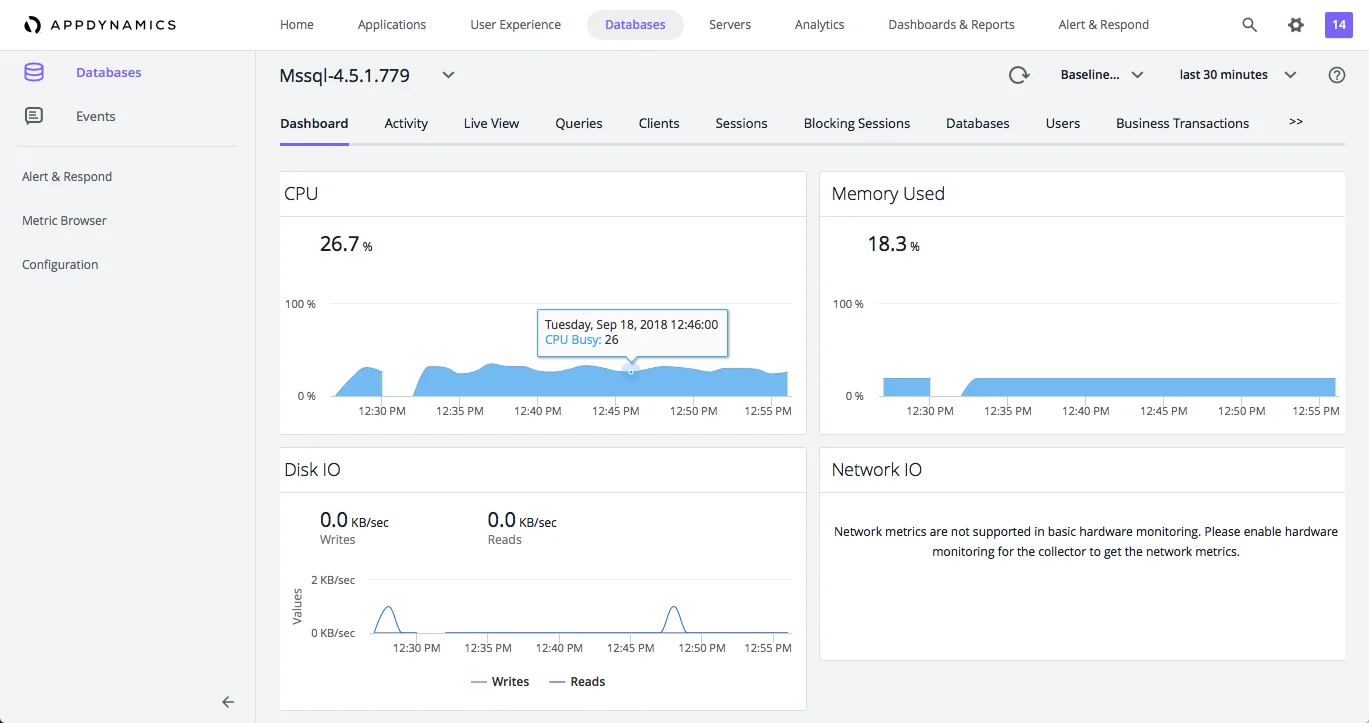 APPDYNAMICS Home Applications User Experience Databases Servers Analytics Dashboards & Reports Alert & Respond 14
Databases
Events
Alert & Respond
Metric Browser
Configuration
Mssql-4.5.1.779 Baseline... last 30 minutes ?
Dashboard Activity Live View Queries Clients Sessions Blocking Sessions Databases Users Business Transactions >>
CPU
26.7 %
100 %
Tuesday, Sep 18, 2018 12:46:00
CPU Busy: 26
0 %
12:30 PM 12:35 PM 12:40 PM 12:45 PM 12:50 PM 12:55 PM
Memory Used
18.3 %
100 %
0 %
12:30 PM 12:35 PM 12:40 PM 12:45 PM 12:50 PM 12:55 PM
Disk IO
0.0 KB/sec 0.0 KB/sec
Writes Reads
2 KB/sec
Values
0 KB/sec
12:30 PM 12:35 PM 12:40 PM 12:45 PM 12:50 PM 12:55 PM
Writes Reads
Network IO
Network metrics are not supported in basic hardware monitoring. Please enable hardware
monitoring for the collector to get the network metrics.